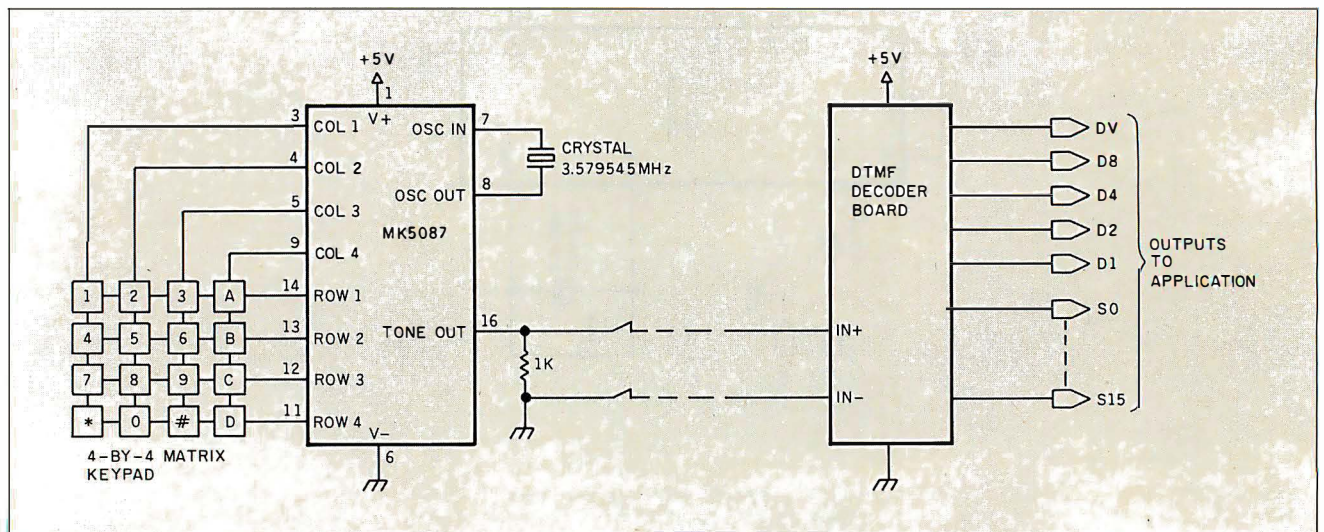 +5V
1
V+
3
COL 1
4
COL 2
5
COL 3
9
COL 4
14
ROW 1
13
ROW 2
12
ROW 3
11
ROW 4
V-
6
OSC IN
7
CRYSTAL
3.579545MHz
OSC OUT
8
MK5087
TONE OUT
16
1K
1 2 3 A
4 5 6 B
7 8 9 C
* 0 # D
4-BY-4 MATRIX
KEYPAD
+5V
DTMF
DECODER
BOARD
IN+
IN-
DV
D8
D4
D2
D1
S0
S15
OUTPUTS
TO
APPLICATION